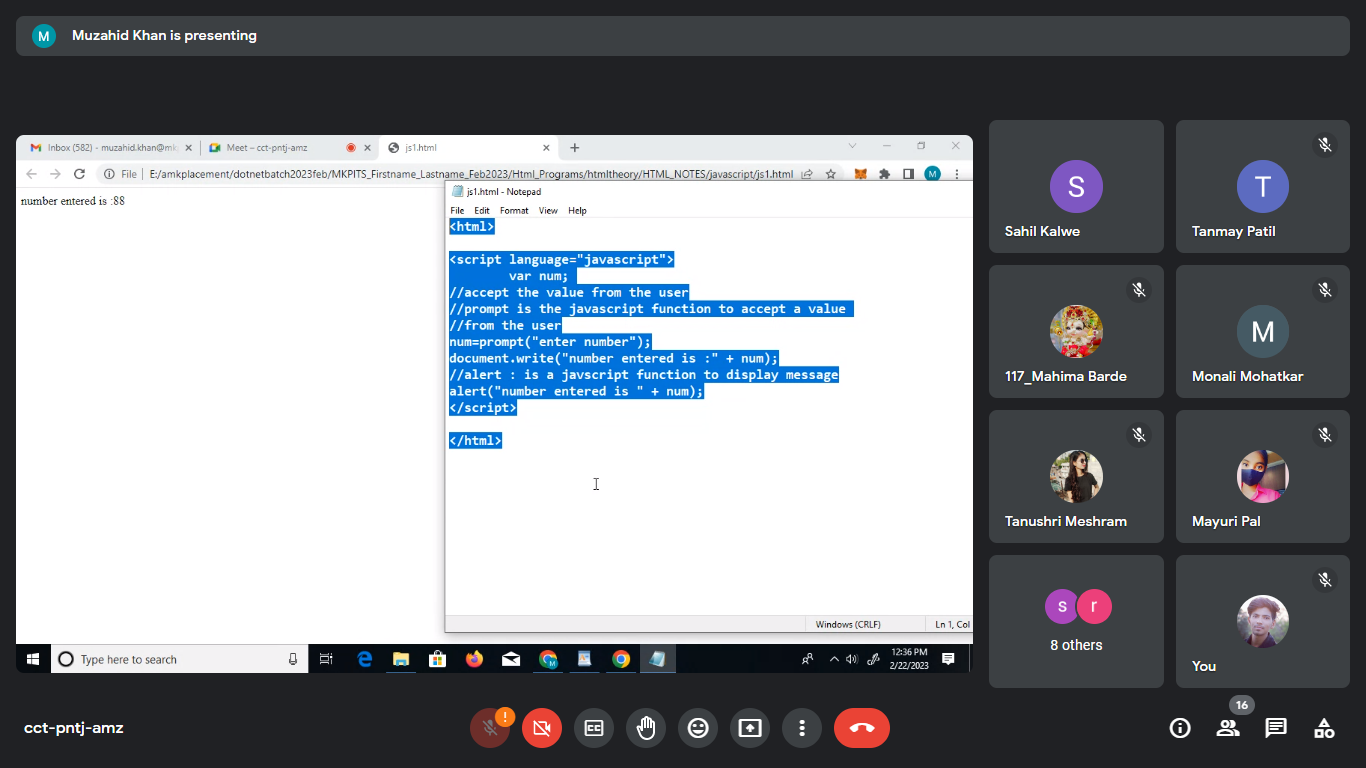 M Muzahid Khan is presenting
Inbox (582) - muzahid.khan@mk
Meet – cct-pntj-amz
js1.html
File | E:/amkplacement/dotnetbatch2023feb/MKPITS_Firstname_Lastname_Feb2023/Html_Programs/htmltheory/HTML_NOTES/javascript/js1.html
M
number entered is :88
js1.html - Notepad
File Edit Format View Help
<html>
<script language="javascript">
var num;
//accept the value from the user
//prompt is the javascript function to accept a value
//from the user
num=prompt("enter number");
document.write("number entered is :" + num);
//alert : is a javscript function to display message
alert("number entered is " + num);
</script>
</html>
Windows (CRLF) Ln 1, Col
Type here to search
12:36 PM
2/22/2023
S
Sahil Kalwe
T
Tanmay Patil
117_Mahima Barde
M
Monali Mohatkar
Tanushri Meshram
Mayuri Pal
s r
8 others
You
cct-pntj-amz
16